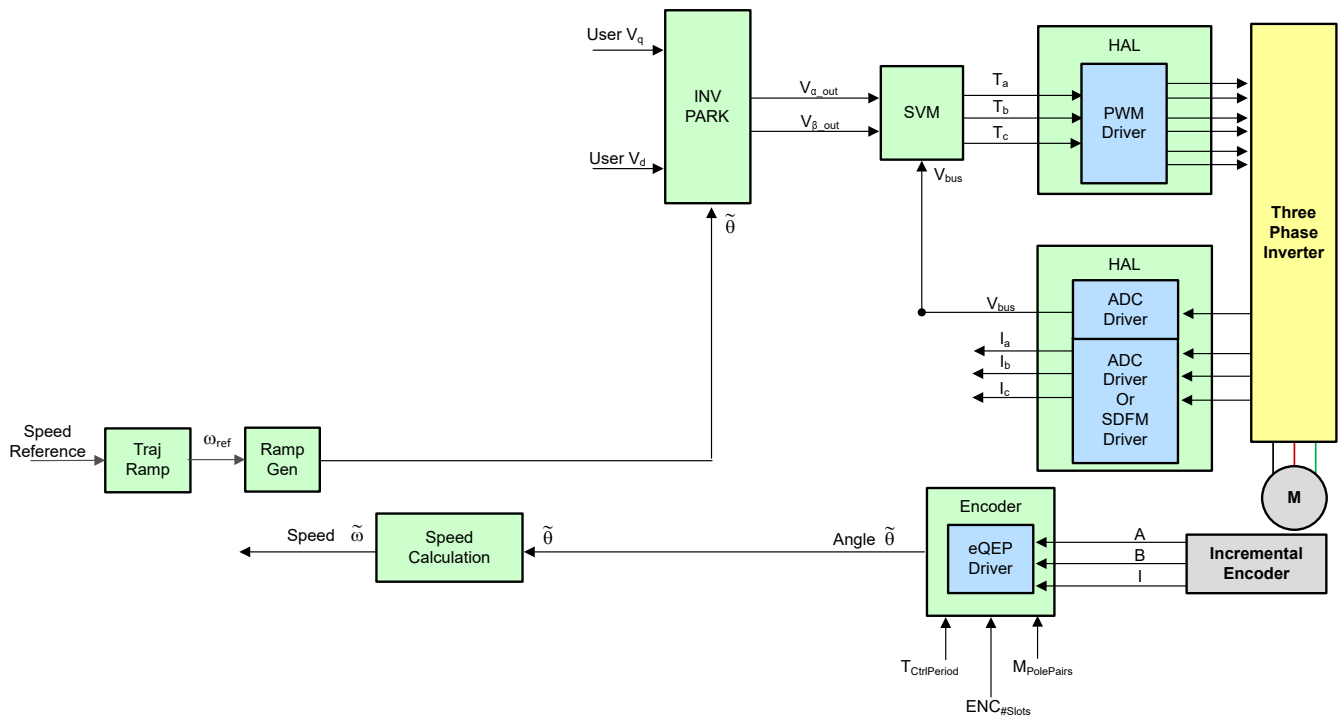 User Vq
INV
PARK
User Vd
θ̃
Vα_out
Vβ_out
SVM
Vbus
Ta
Tb
Tc
HAL
PWM
Driver
Three
Phase
Inverter
HAL
ADC
Driver
ADC
Driver
Or
SDFM
Driver
Vbus
Ia
Ib
Ic
Speed
Reference
Traj
Ramp
ωref
Ramp
Gen
M
Speed ω̃
Speed
Calculation
θ̃
Angle θ̃
Encoder
eQEP
Driver
A
B
I
Incremental
Encoder
TCtrlPeriod
MPolePairs
ENC#Slots